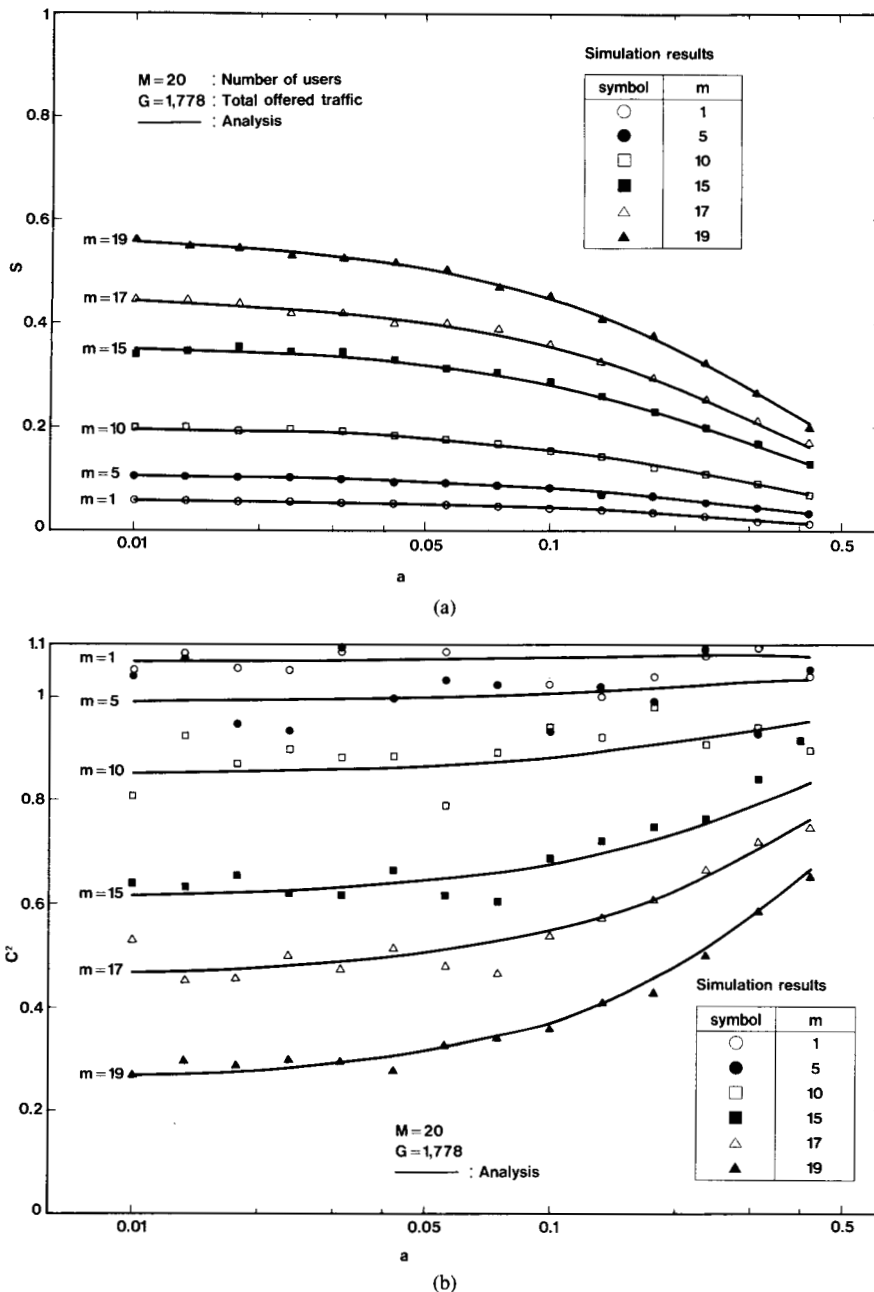 1
0.8
0.6
0.4
0.2
0
S
M=20 : Number of users
G=1,778 : Total offered traffic
: Analysis
Simulation results
symbol m
1
5
10
15
17
19
m=19
m=17
m=15
m=10
m=5
m=1
0.01 0.05 0.1 0.5
a
(a)
1.1
1
0.8
0.6
0.4
0.2
0
C²
m=1
m=5
m=10
m=15
m=17
m=19
M=20
G=1,778
: Analysis
Simulation results
symbol m
1
5
10
15
17
19
0.01 0.05 0.1 0.5
a
(b)